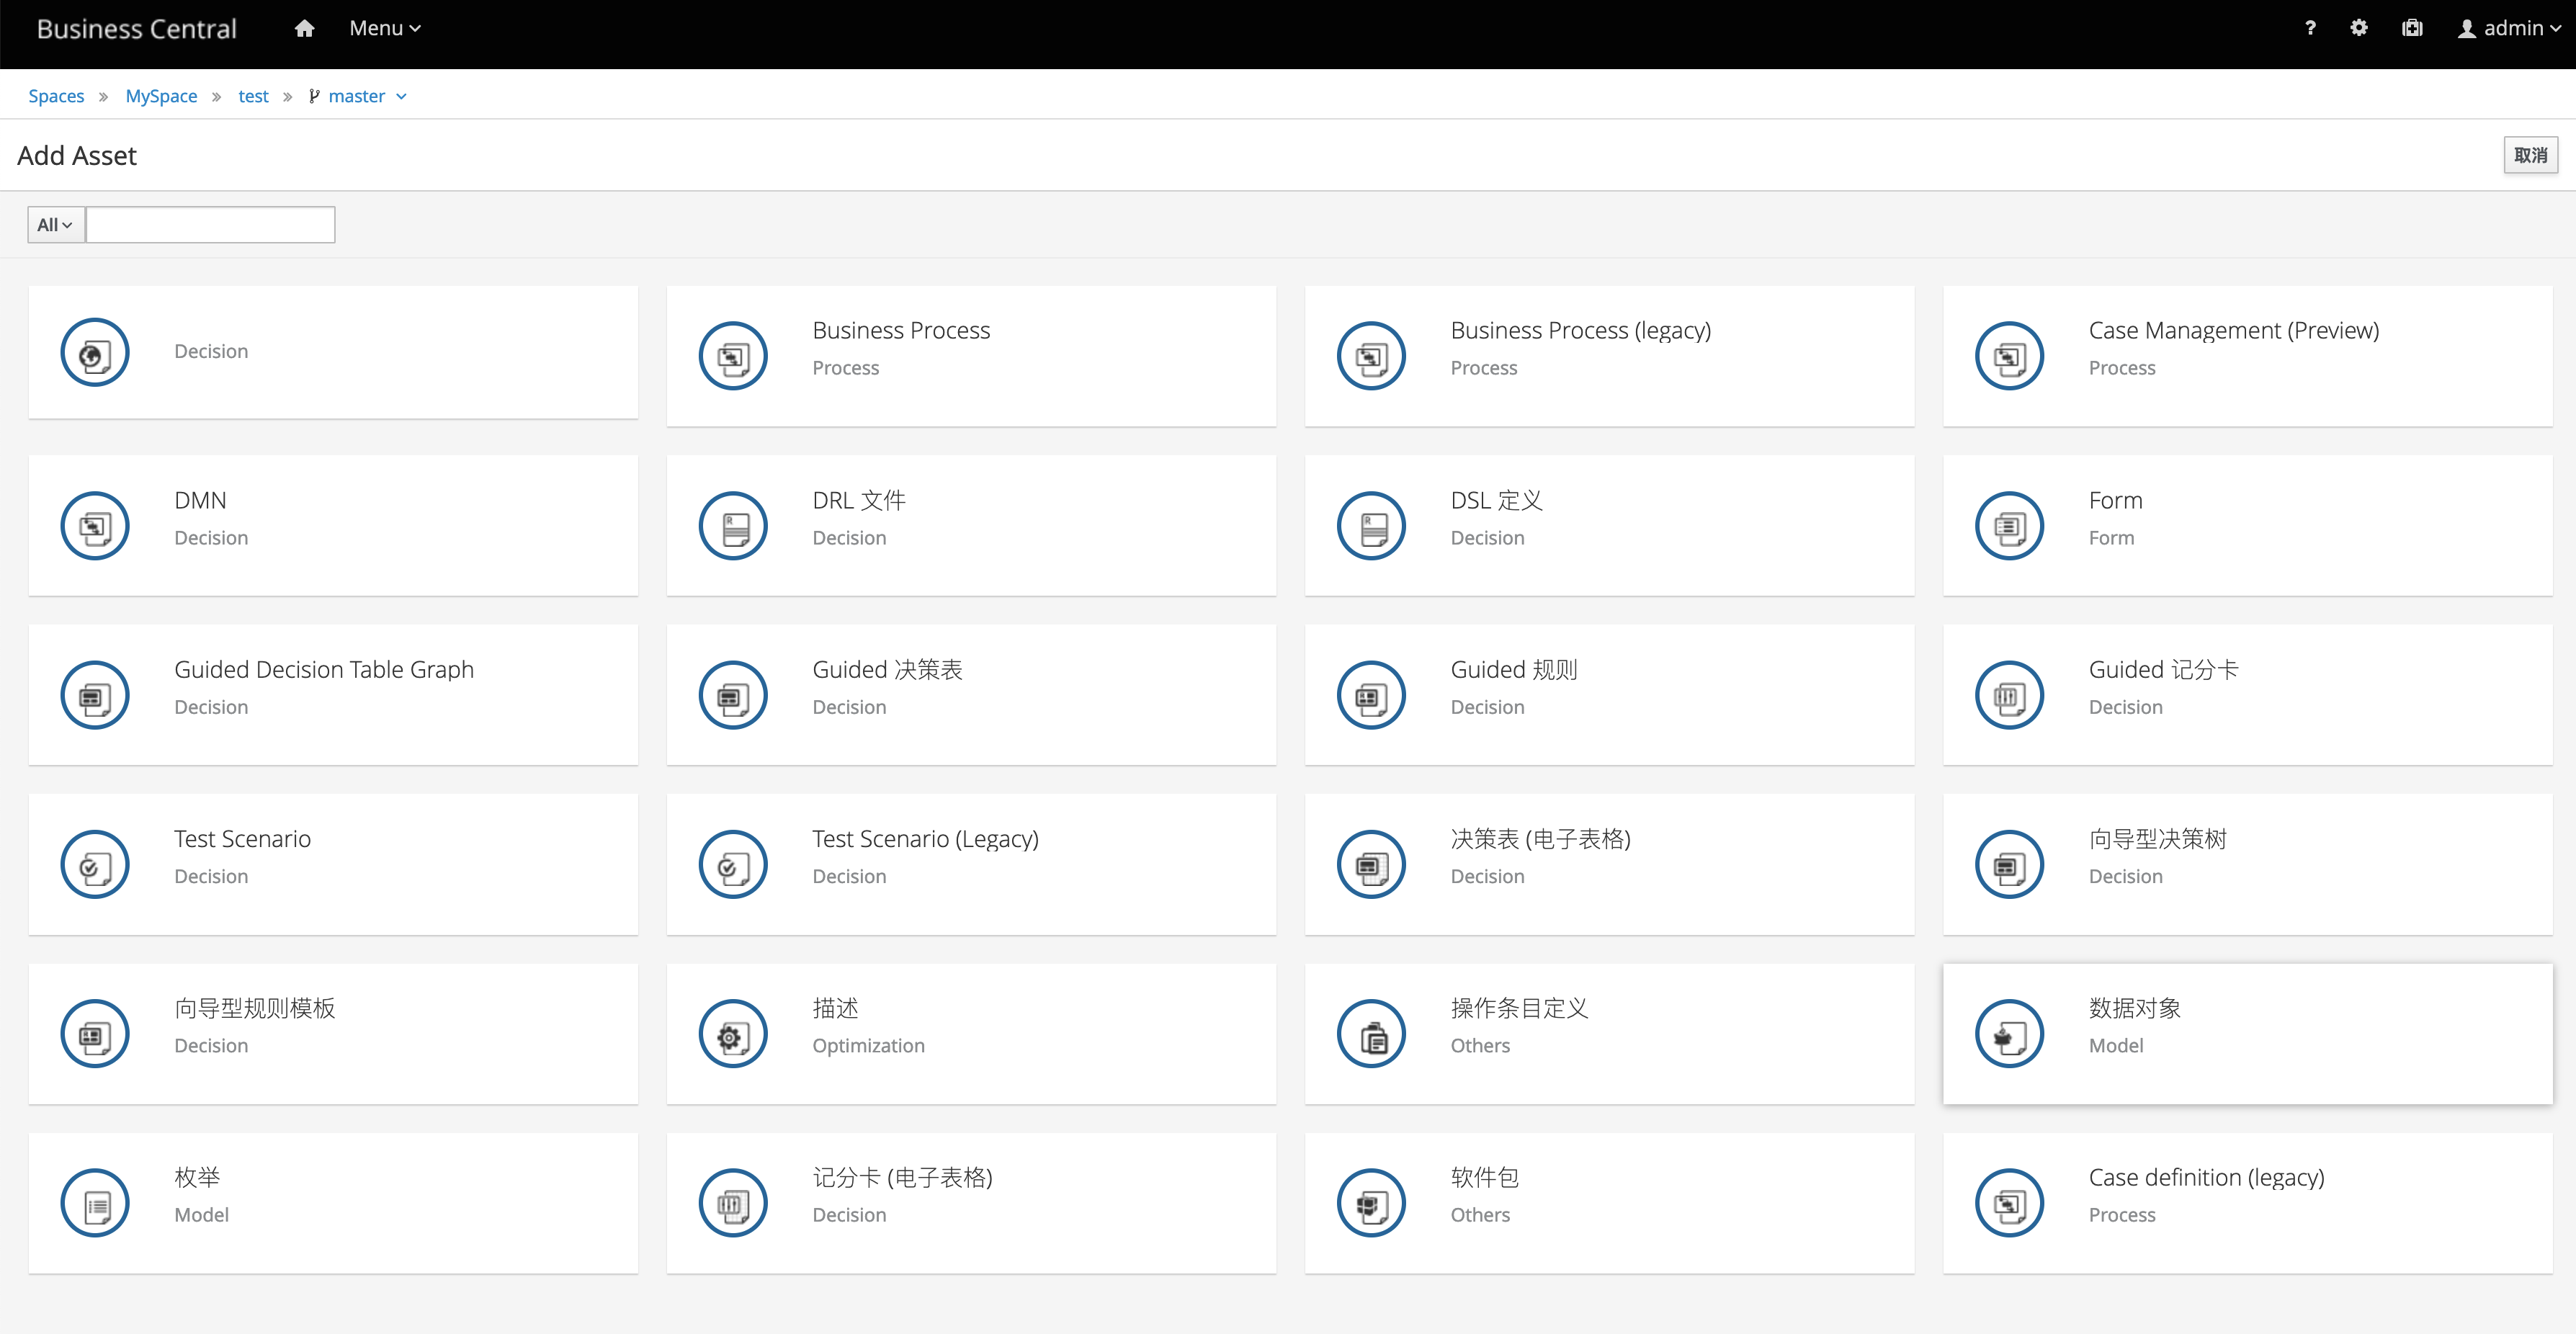 Business Central
Menu
?
admin
Spaces » MySpace » test » master
Add Asset
取消
All
Decision
Business Process
Process
Business Process (legacy)
Process
Case Management (Preview)
Process
DMN
Decision
DRL 文件
Decision
DSL 定义
Decision
Form
Form
Guided Decision Table Graph
Decision
Guided 决策表
Decision
Guided 规则
Decision
Guided 记分卡
Decision
Test Scenario
Decision
Test Scenario (Legacy)
Decision
决策表 (电子表格)
Decision
向导型决策树
Decision
向导型规则模板
Decision
描述
Optimization
操作条目定义
Others
数据对象
Model
枚举
Model
记分卡 (电子表格)
Decision
软件包
Others
Case definition (legacy)
Process